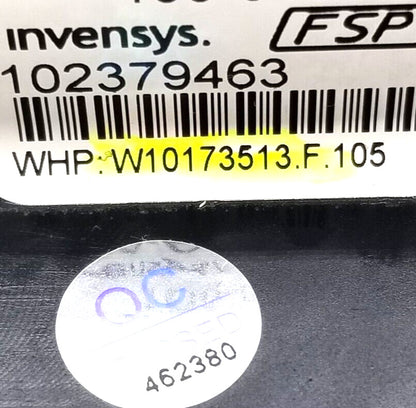 invensys. FSP
102379463
WHP: W10173513.F.105
QC
462380